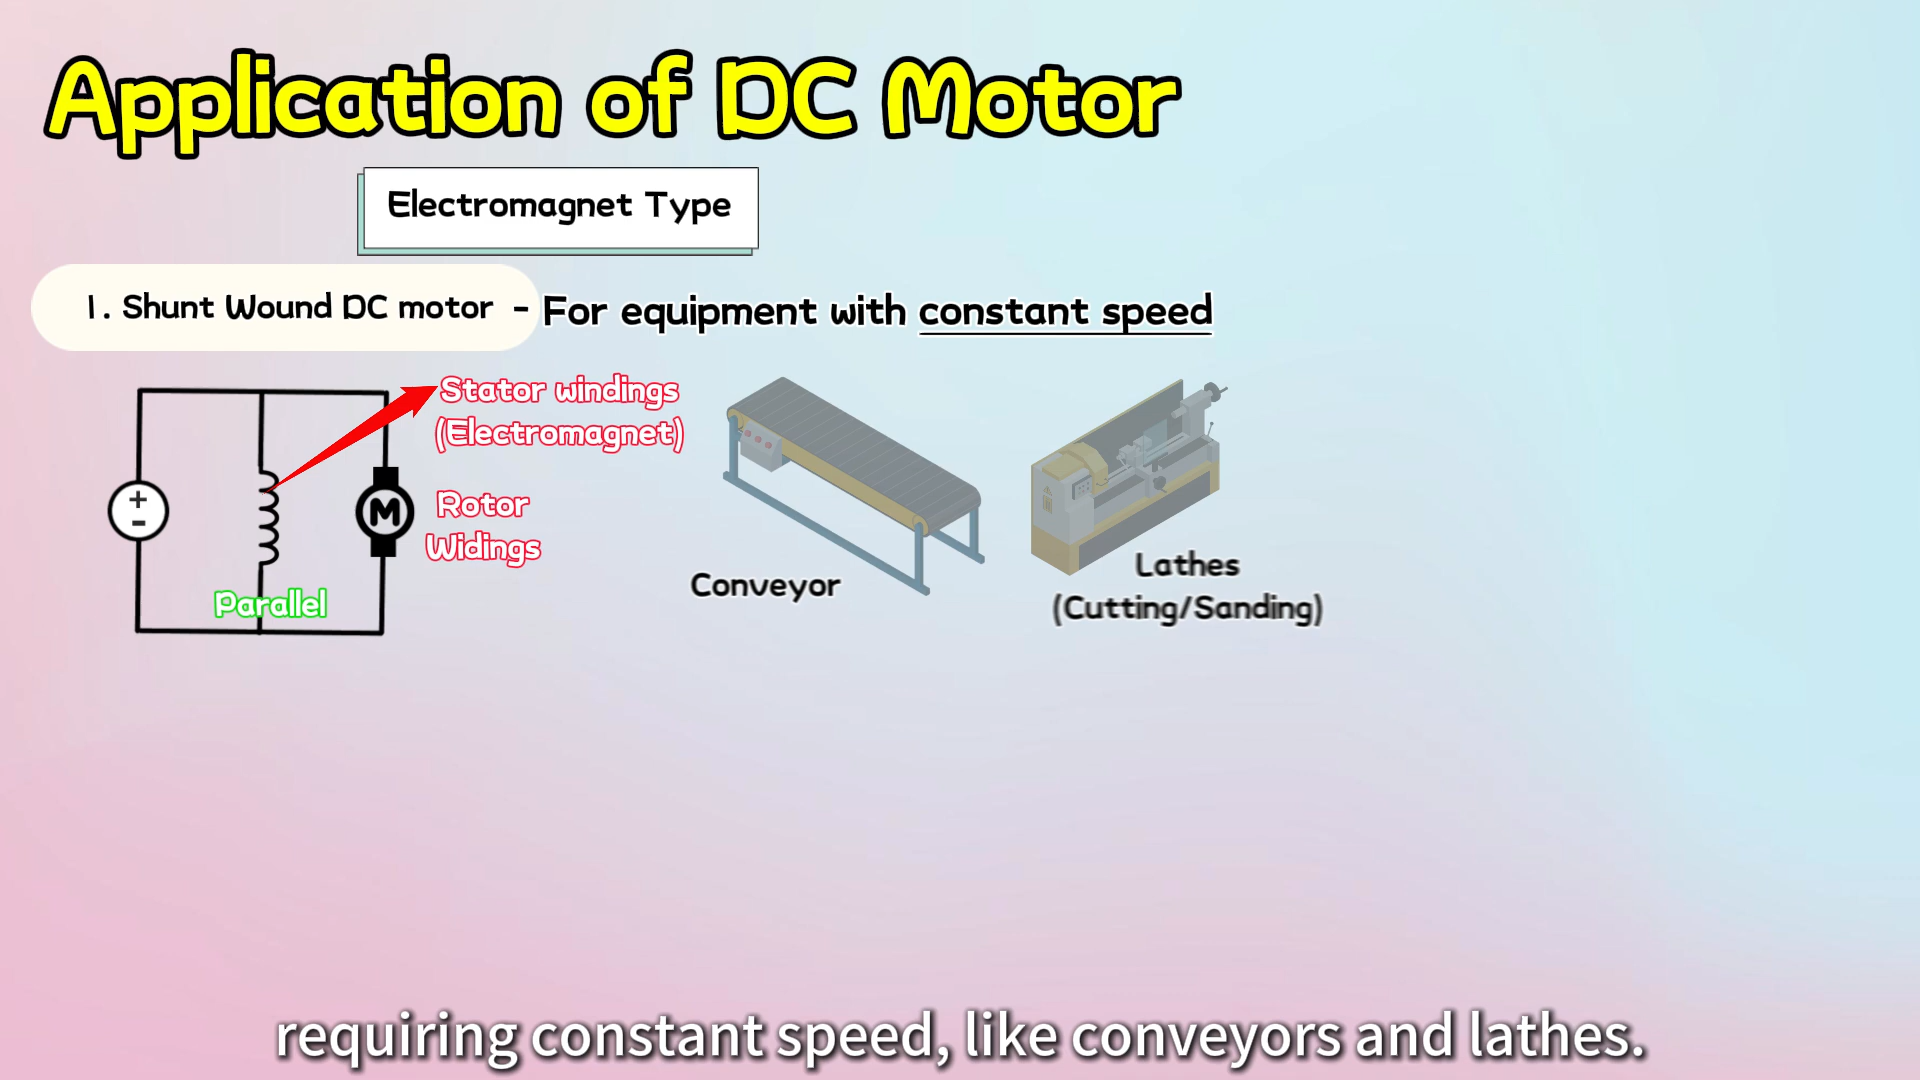 Application of DC Motor
Electromagnet Type
1. Shunt Wound DC motor - For equipment with constant speed
Stator windings
(Electromagnet)
+
-
M
Rotor
Widings
Parallel
Conveyor
Lathes
(Cutting/Sanding)
requiring constant speed, like conveyors and lathes.